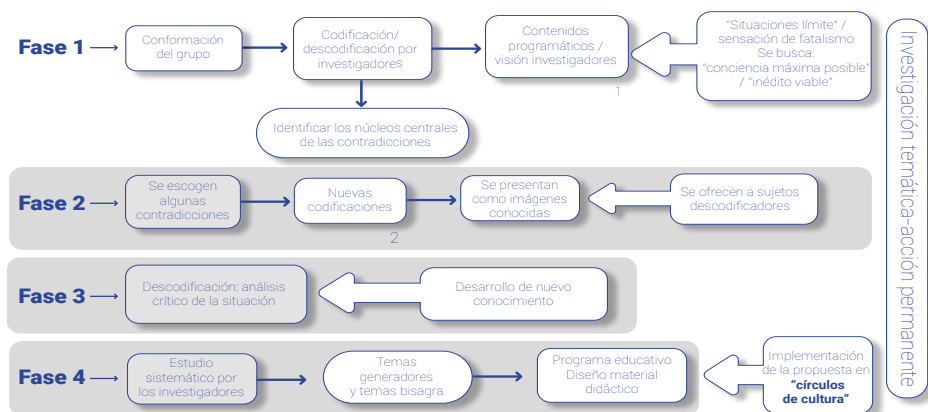 Fase 1
Conformación
del grupo
Codificación/
descodificación por
investigadores
Contenidos
programáticos /
visión investigadores
1
"Situaciones límite" /
sensación de fatalismo
Se busca:
"conciencia máxima posible"
/ "inédito viable"
Identificar los núcleos centrales
de las contradicciones
Fase 2
Se escogen
algunas
contradicciones
Nuevas
codificaciones
2
Se presentan
como imágenes
conocidas
Se ofrecen a sujetos
descodificadores
Fase 3
Descodificación: análisis
crítico de la situación
Desarrollo de nuevo
conocimiento
Fase 4
Estudio
sistemático por
los investigadores
Temas
generadores
y temas bisagra
Programa educativo
Diseño material
didáctico
Implementación
de la propuesta en
"círculos
de cultura"
Investigación temática-acción permanente